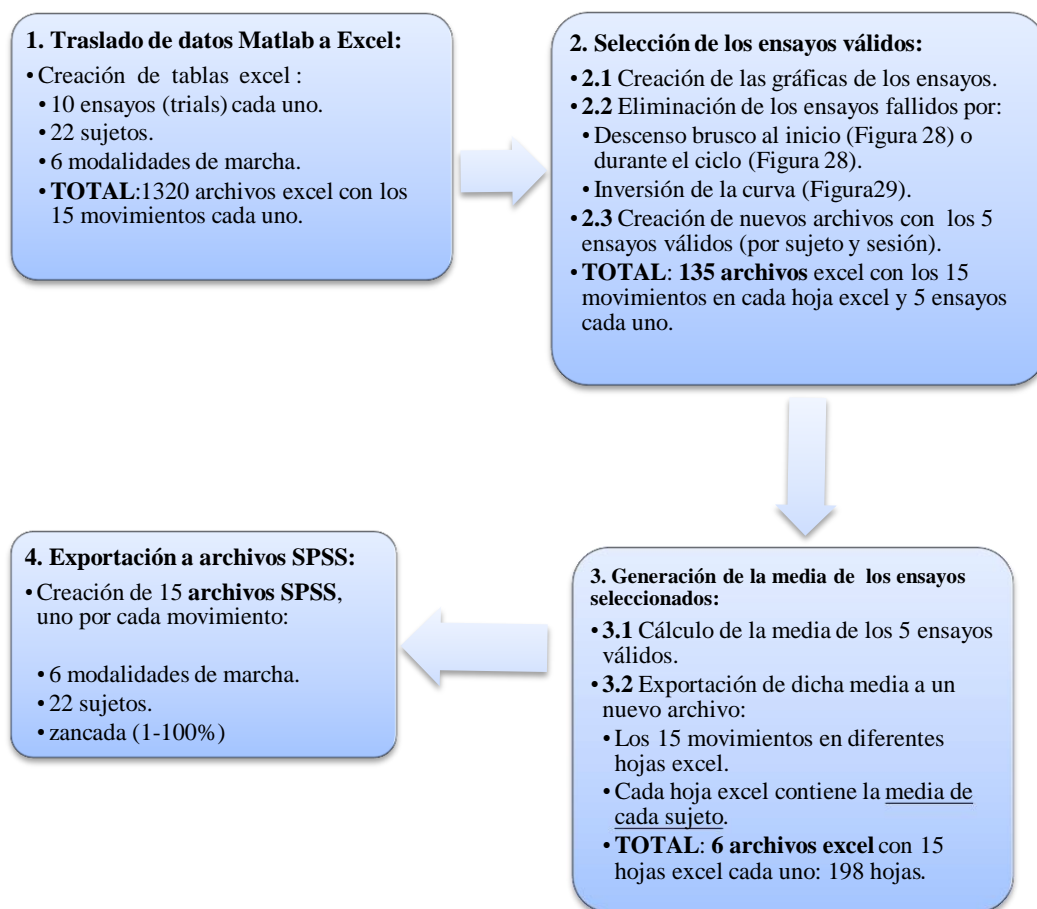 1. Traslado de datos Matlab a Excel:
• Creación de tablas excel :
• 10 ensayos (trials) cada uno.
• 22 sujetos.
• 6 modalidades de marcha.
• TOTAL:1320 archivos excel con los
15 movimientos cada uno.
2. Selección de los ensayos válidos:
• 2.1 Creación de las gráficas de los ensayos.
• 2.2 Eliminación de los ensayos fallidos por:
• Descenso brusco al inicio (Figura 28) o
durante el ciclo (Figura 28).
• Inversión de la curva (Figura29).
• 2.3 Creación de nuevos archivos con los 5
ensayos válidos (por sujeto y sesión).
• TOTAL: 135 archivos excel con los 15
movimientos en cada hoja excel y 5 ensayos
cada uno.
3. Generación de la media de los ensayos
seleccionados:
• 3.1 Cálculo de la media de los 5 ensayos
válidos.
• 3.2 Exportación de dicha media a un
nuevo archivo:
• Los 15 movimientos en diferentes
hojas excel.
• Cada hoja excel contiene la media de
cada sujeto.
• TOTAL: 6 archivos excel con 15
hojas excel cada uno: 198 hojas.
4. Exportación a archivos SPSS:
• Creación de 15 archivos SPSS,
uno por cada movimiento:
• 6 modalidades de marcha.
• 22 sujetos.
• zancada (1-100%)